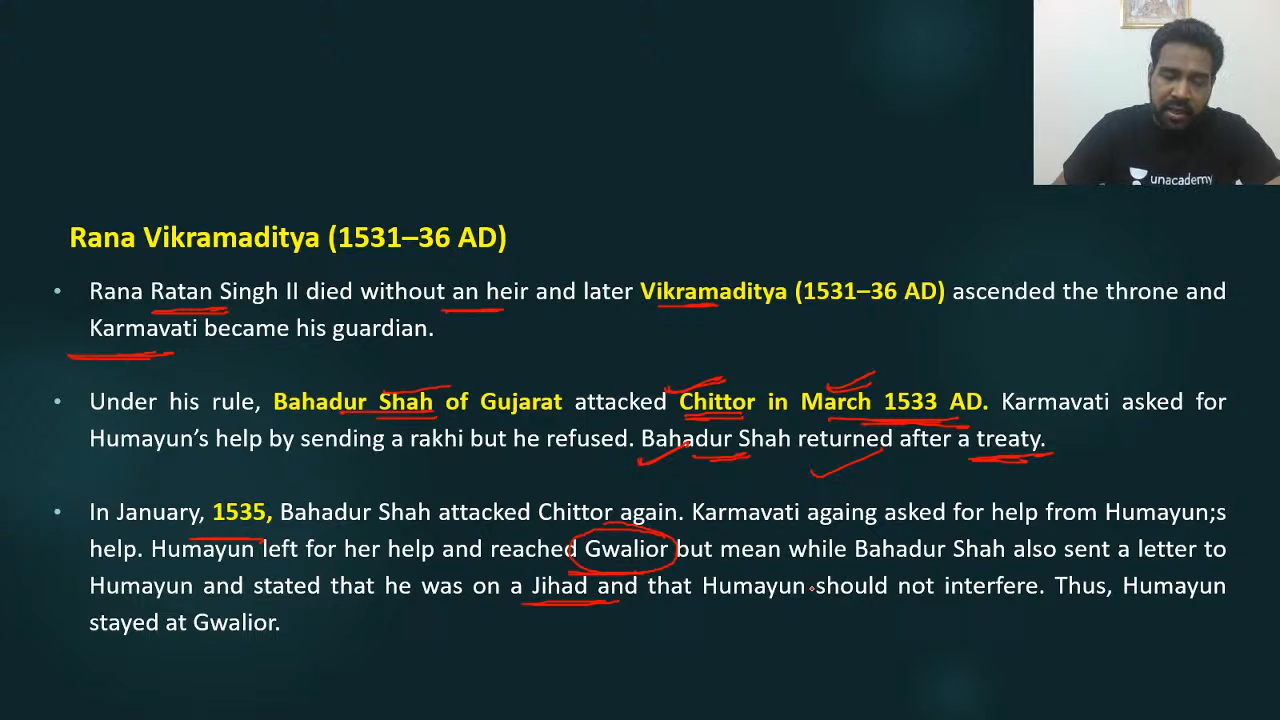 unacademy
Rana Vikramaditya (1531–36 AD)
• Rana Ratan Singh II died without an heir and later Vikramaditya (1531–36 AD) ascended the throne and
Karmavati became his guardian.
• Under his rule, Bahadur Shah of Gujarat attacked Chittor in March 1533 AD. Karmavati asked for
Humayun's help by sending a rakhi but he refused. Bahadur Shah returned after a treaty.
• In January, 1535, Bahadur Shah attacked Chittor again. Karmavati againg asked for help from Humayun;s
help. Humayun left for her help and reached Gwalior but mean while Bahadur Shah also sent a letter to
Humayun and stated that he was on a Jihad and that Humayun should not interfere. Thus, Humayun
stayed at Gwalior.